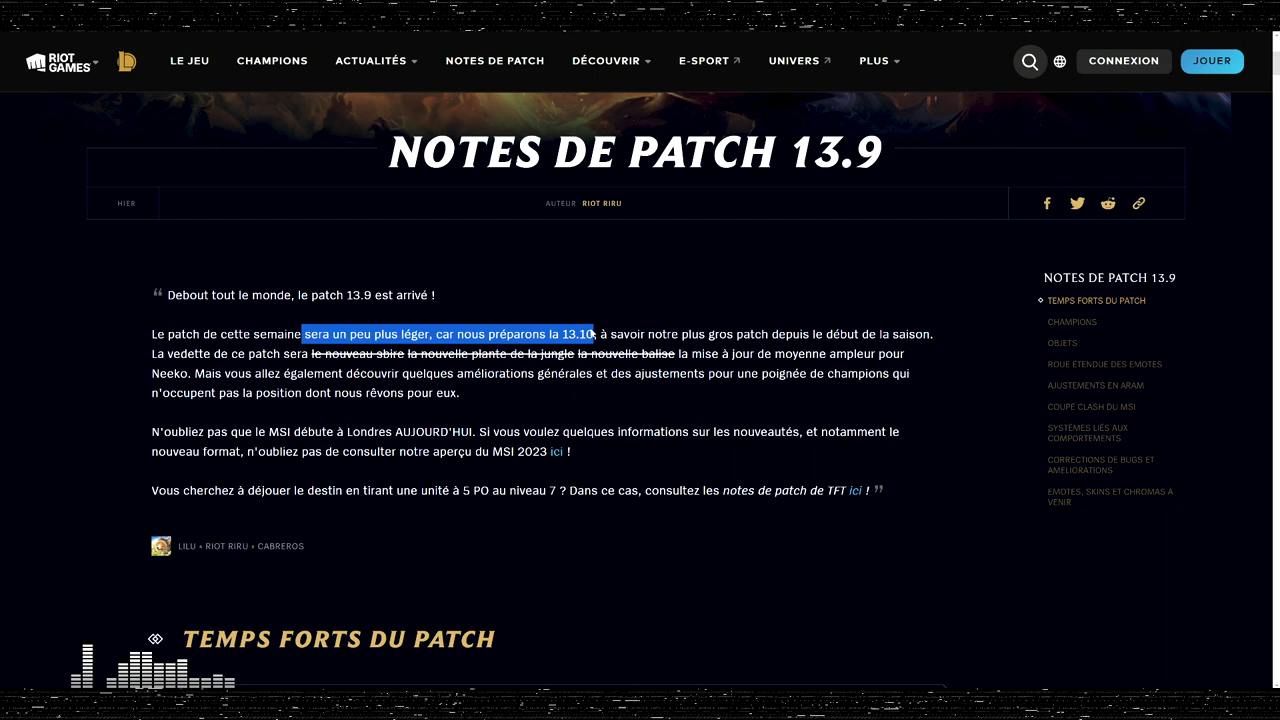 RIOT GAMES
LE JEU CHAMPIONS ACTUALITÉS NOTES DE PATCH DÉCOUVRIR E-SPORT UNIVERS PLUS CONNEXION JOUER
NOTES DE PATCH 13.9
HIER AUTEUR RIOT RIRU
Debout tout le monde, le patch 13.9 est arrivé !
Le patch de cette semaine sera un peu plus léger, car nous préparons la 13.10, à savoir notre plus gros patch depuis le début de la saison.
La vedette de ce patch sera le nouveau sbire la nouvelle plante de la jungle la nouvelle balise la mise à jour de moyenne ampleur pour
Neeko. Mais vous allez également découvrir quelques améliorations générales et des ajustements pour une poignée de champions qui
n'occupent pas la position dont nous rêvons pour eux.
N'oubliez pas que le MSI débute à Londres AUJOURD'HUI. Si vous voulez quelques informations sur les nouveautés, et notamment le
nouveau format, n'oubliez pas de consulter notre aperçu du MSI 2023 ici !
Vous cherchez à déjouer le destin en tirant une unité à 5 PO au niveau 7 ? Dans ce cas, consultez les notes de patch de TFT ici !
LILU • RIOT RIRU • CABREROS
TEMPS FORTS DU PATCH
NOTES DE PATCH 13.9
TEMPS FORTS DU PATCH
CHAMPIONS
OBJETS
ROUE ÉTENDUE DES EMOTES
AJUSTEMENTS EN ARAM
COUPE CLASH DU MSI
SYSTÈMES LIÉS AUX
COMPORTEMENTS
CORRECTIONS DE BUGS ET
AMÉLIORATIONS
EMOTES, SKINS ET CHROMAS À
VENIR